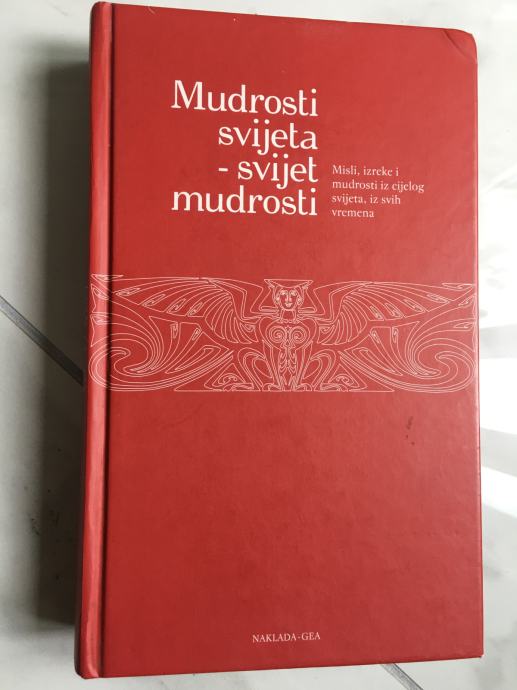 Mudrosti
svijeta
- svijet
mudrosti
Misli, izreke i
mudrosti iz cijelog
svijeta, iz svih
vremena
NAKLADA-GEA